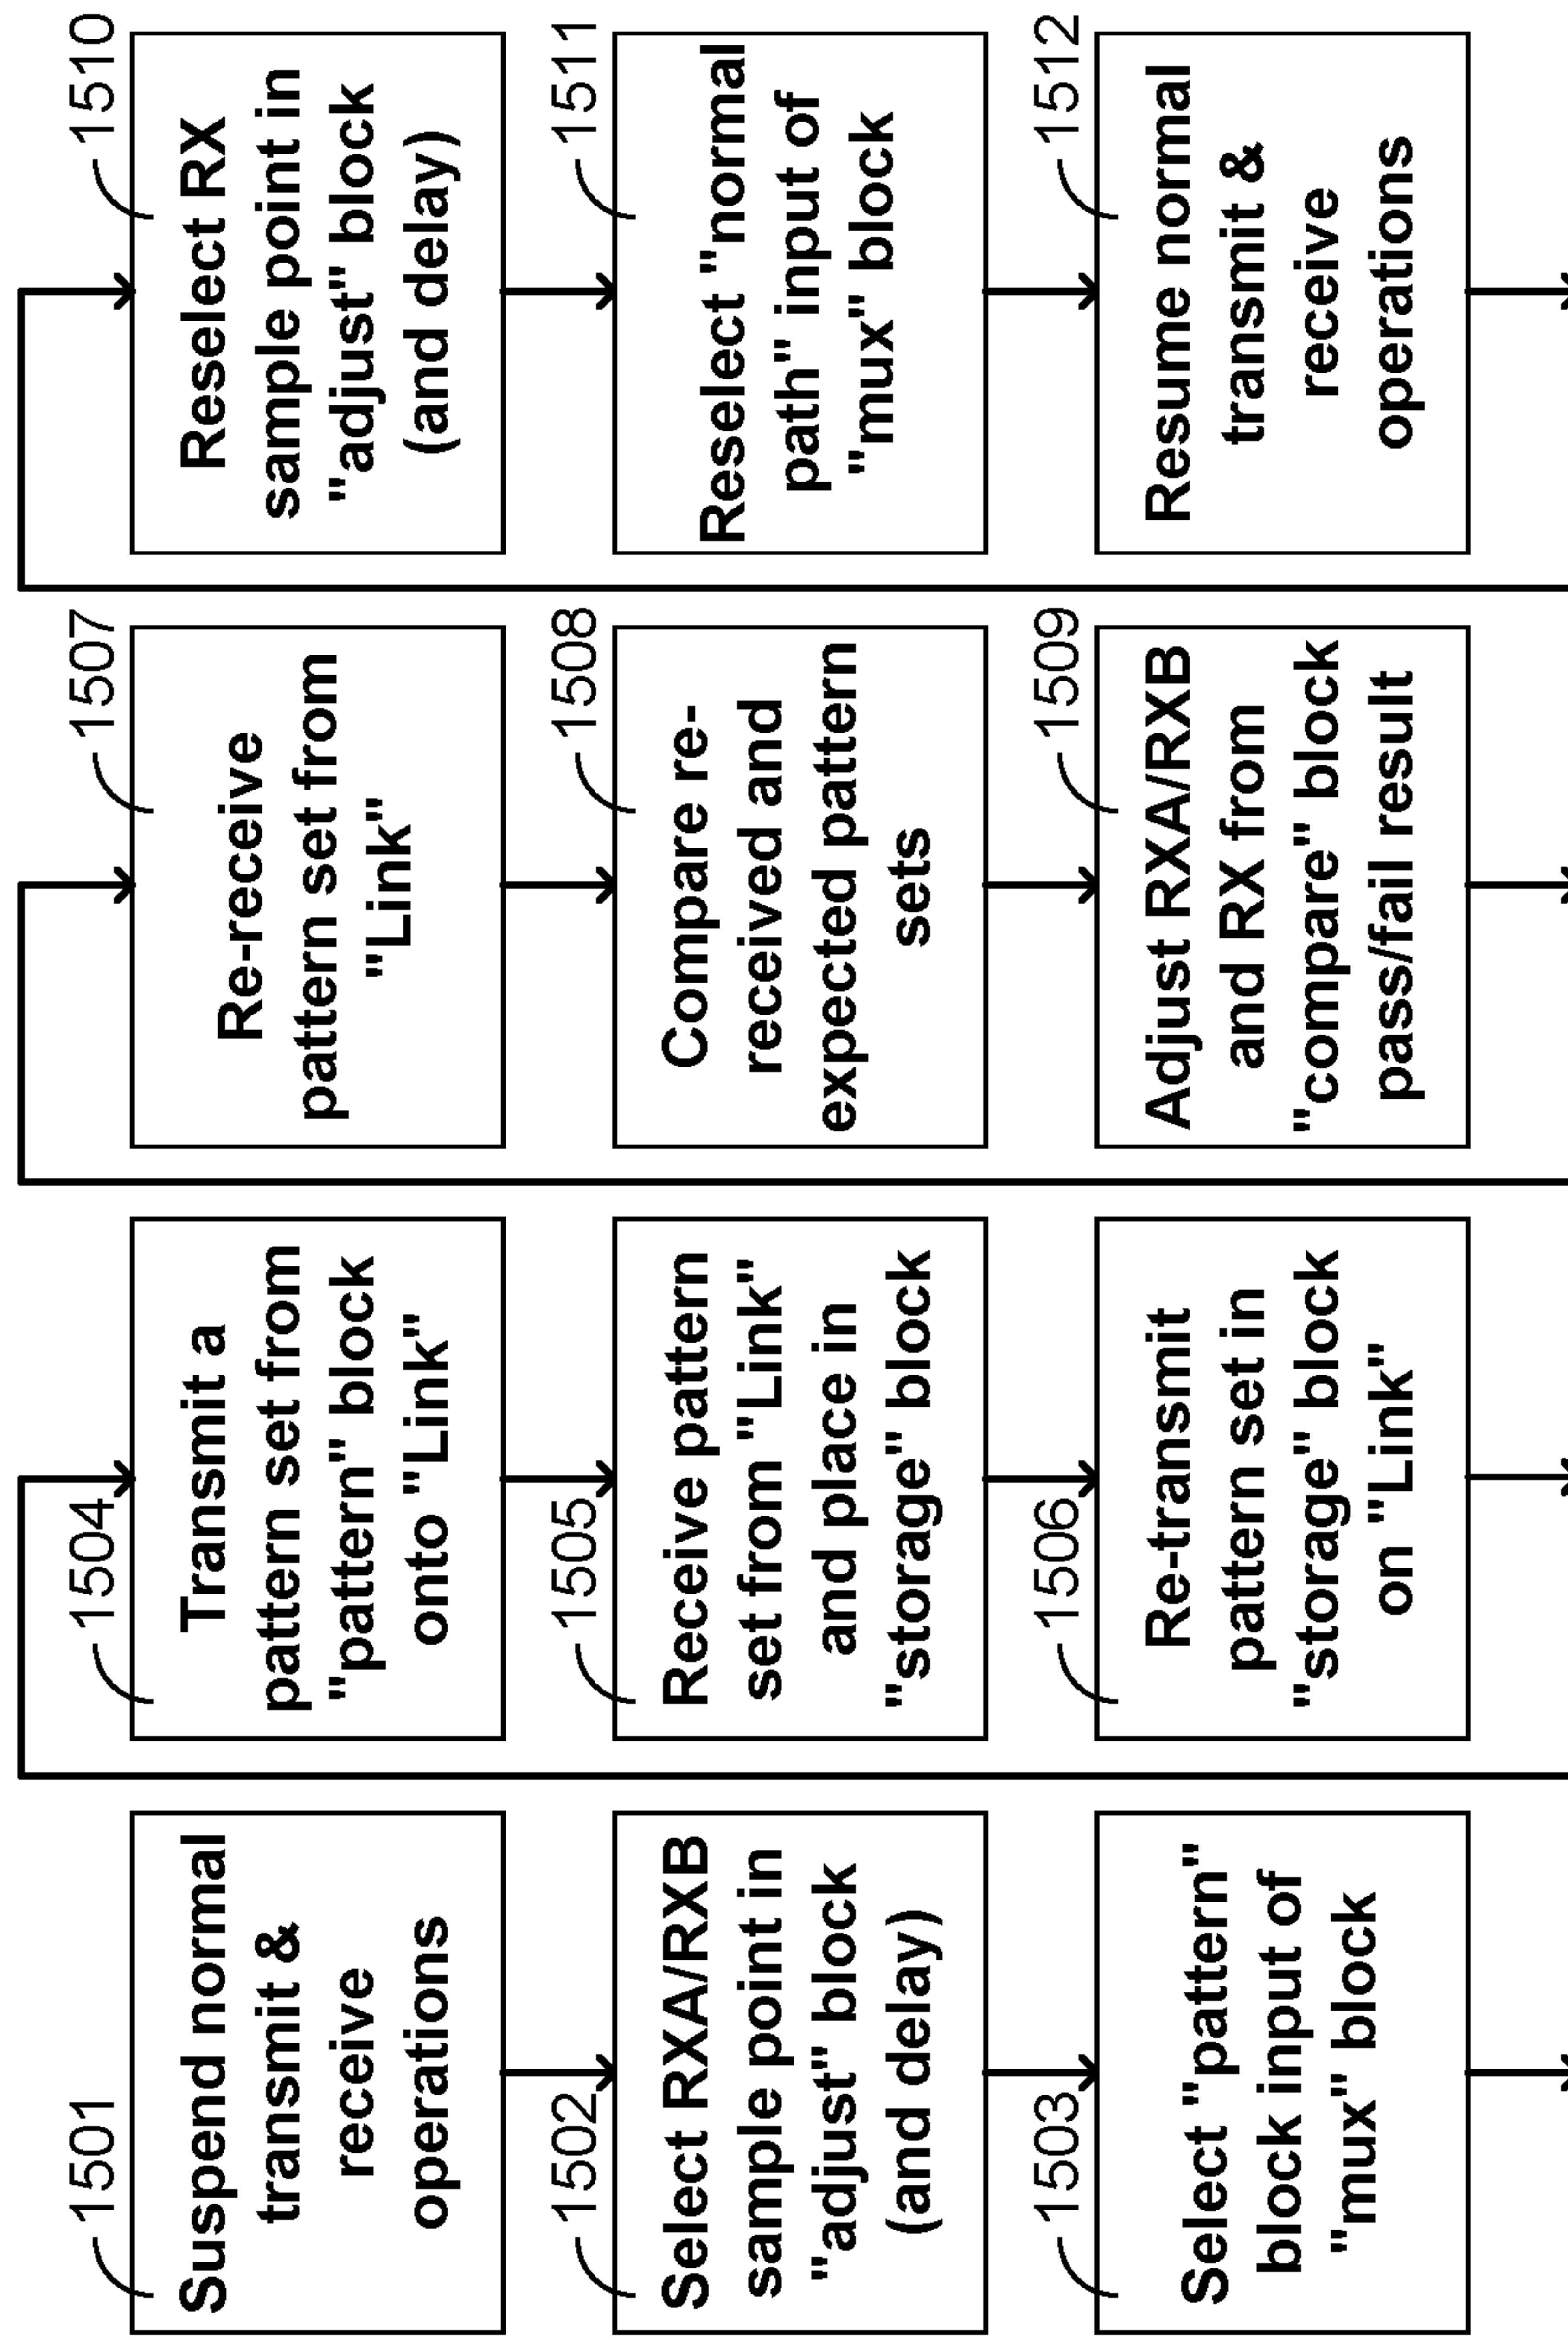 1501
Suspend normal
transmit &
receive
operations
1502
Select RXA/RXB
sample point in
"adjust" block
(and delay)
1503
Select "pattern"
block input of
"mux" block
1504
Transmit a
pattern set from
"pattern" block
onto "Link"
1505
Receive pattern
set from "Link"
and place in
"storage" block
1506
Re-transmit
pattern set in
"storage" block
on "Link"
1507
Re-receive
pattern set from
"Link"
1508
Compare re-
received and
expected pattern
sets
1509
Adjust RXA/RXB
and RX from
"compare" block
pass/fail result
1510
Reselect RX
sample point in
"adjust" block
(and delay)
1511
Reselect "normal
path" input of
"mux" block
1512
Resume normal
transmit &
receive
operations